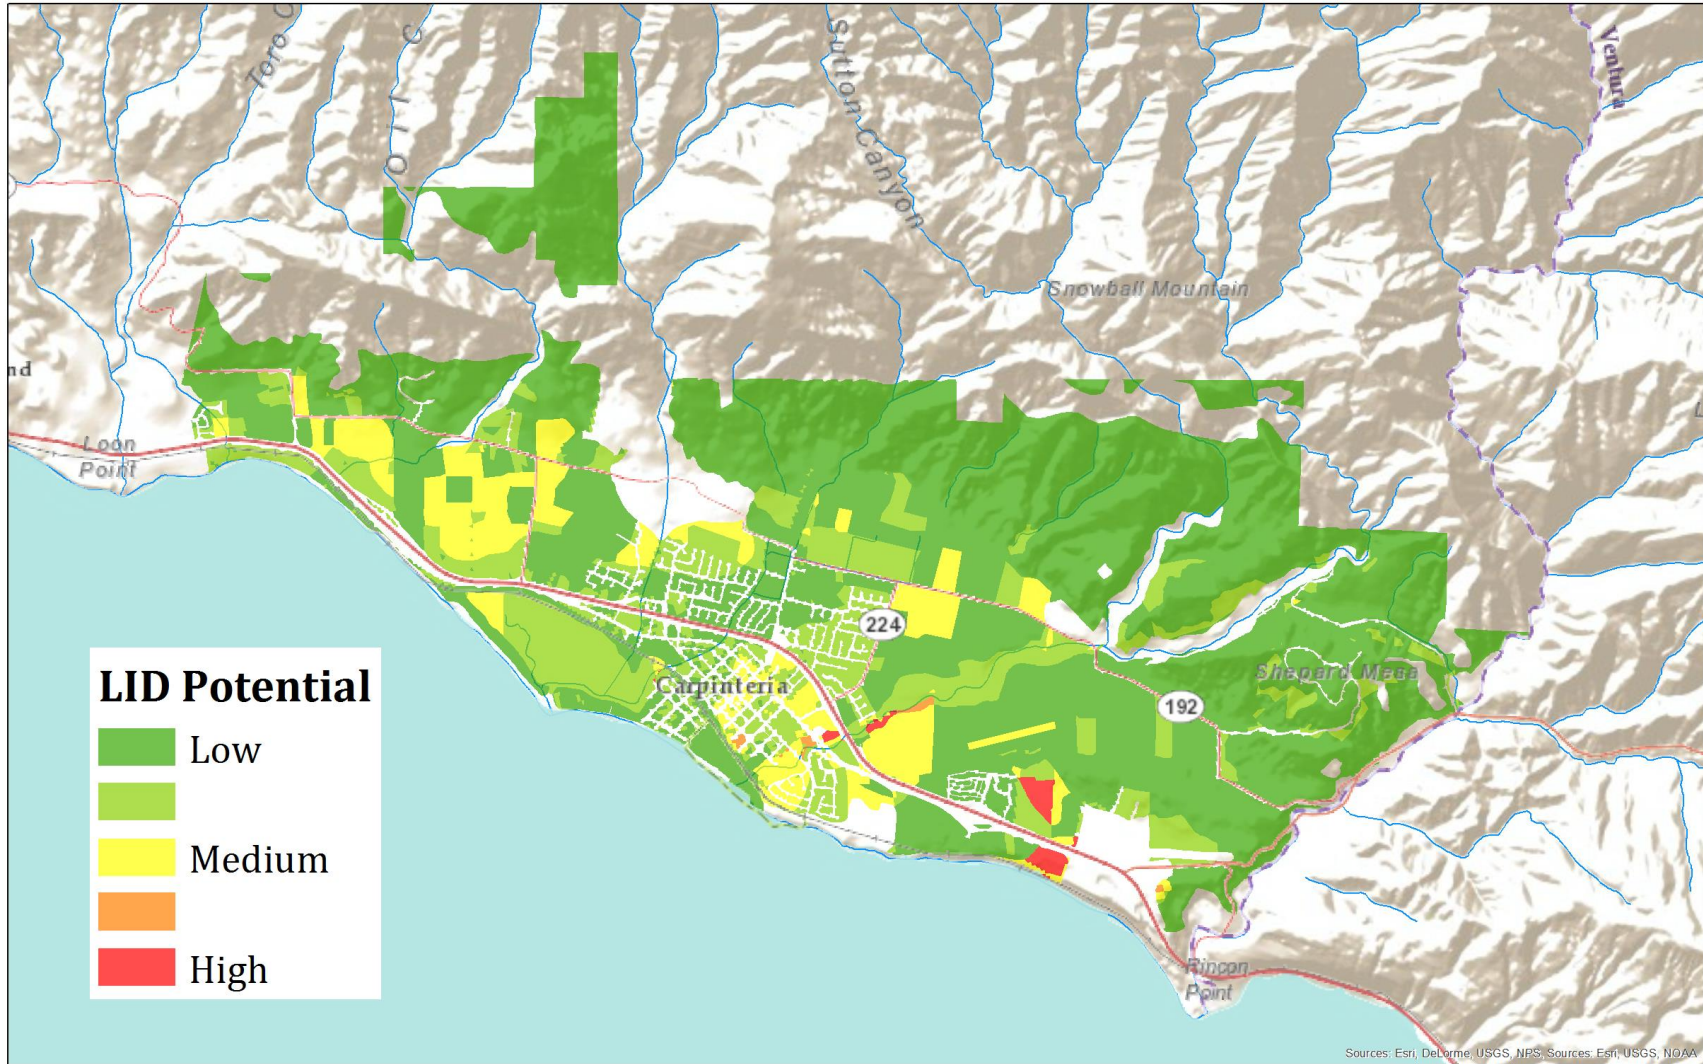 Toro C
Oil C
Sutton Canyon
Ventura
Snowball Mountain
nd
L
Loon
Point
224
LID Potential
Carpinteria
Shepard Mesa
192
Low
Medium
High
Rincon
Point
Sources: Esri, DeLorme, USGS, NPS, Sources: Esri, USGS, NOAA